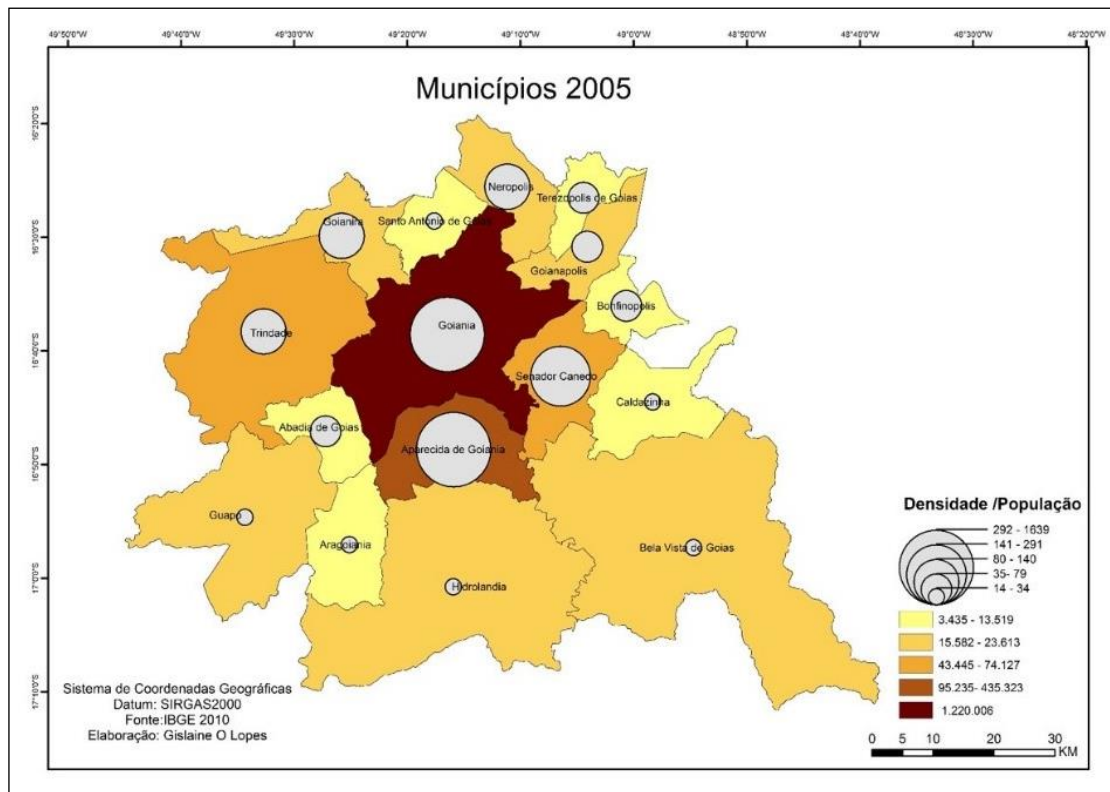 49°50'0"W 49°40'0"W 49°30'0"W 49°20'0"W 49°10'0"W 49°0'0"W 48°50'0"W 48°40'0"W 48°30'0"W 48°20'0"W
Municípios 2005
16°20'0"S
16°30'0"S
16°40'0"S
16°50'0"S
17°0'0"S
17°10'0"S
Neropolis
Terezopolis de Goias
Goianira
Santo Antonio de Goias
Goianapolis
Bonfinopolis
Goiania
Trindade
Senador Canedo
Caldazinha
Abadia de Goias
Aparecida de Goiania
Guapo
Aragoiania
Bela Vista de Goias
Hidrolandia
Densidade /População
292 - 1639
141 - 291
80 - 140
35- 79
14 - 34
3.435 - 13.519
15.582 - 23.613
43.445 - 74.127
95.235- 435.323
1.220.006
Sistema de Coordenadas Geográficas
Datum: SIRGAS2000
Fonte:IBGE 2010
Elaboração: Gislaine O Lopes
0 5 10 20 30
KM